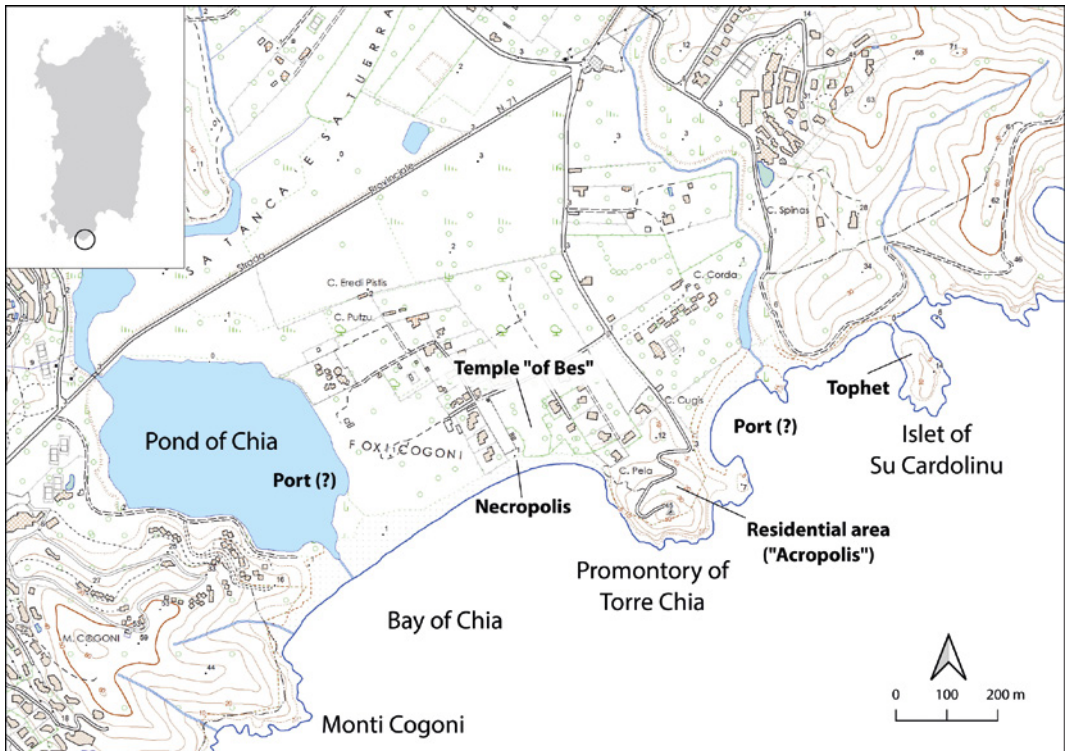 SA TANCA E SA TUERRA
Strada Provinciale N 71
C. Spinas
C. Eredi Pistis
C. Corda
C. Putzu
Temple "of Bes"
C. Cugis
Tophet
Pond of Chia
FOXI COGONI
Port (?)
Islet of
Su Cardolinu
Port (?)
C. Pela
Necropolis
Residential area
("Acropolis")
Promontory of
Torre Chia
Bay of Chia
M. COGONI
Monti Cogoni
0 100 200 m